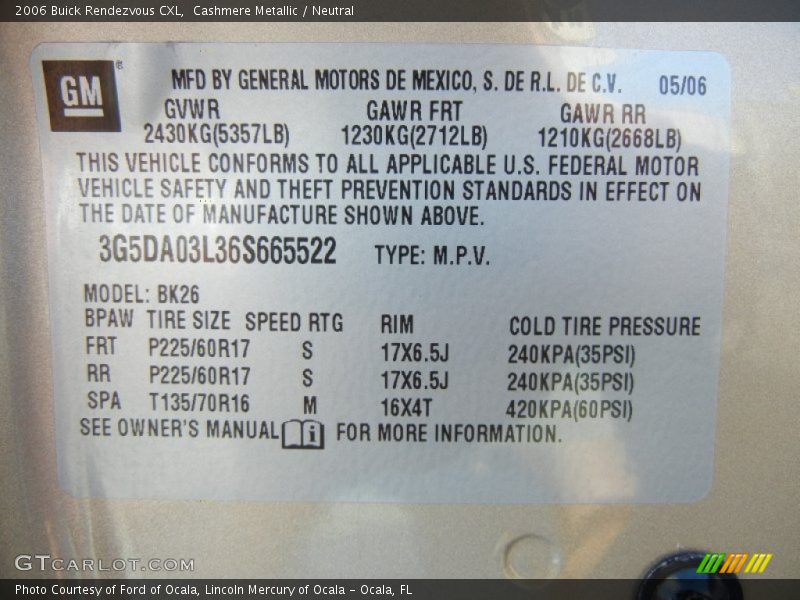 2006 Buick Rendezvous CXL, Cashmere Metallic / Neutral
GM ®
MFD BY GENERAL MOTORS DE MEXICO, S. DE R.L. DE C.V. 05/06
GVWR GAWR FRT GAWR RR
2430KG(5357LB) 1230KG(2712LB) 1210KG(2668LB)
THIS VEHICLE CONFORMS TO ALL APPLICABLE U.S. FEDERAL MOTOR
VEHICLE SAFETY AND THEFT PREVENTION STANDARDS IN EFFECT ON
THE DATE OF MANUFACTURE SHOWN ABOVE.
3G5DA03L36S665522 TYPE: M.P.V.
MODEL: BK26
BPAW TIRE SIZE SPEED RTG RIM COLD TIRE PRESSURE
FRT P225/60R17 S 17X6.5J 240KPA(35PSI)
RR P225/60R17 S 17X6.5J 240KPA(35PSI)
SPA T135/70R16 M 16X4T 420KPA(60PSI)
SEE OWNER'S MANUAL i FOR MORE INFORMATION.
GTCARLOT.COM
Photo Courtesy of Ford of Ocala, Lincoln Mercury of Ocala - Ocala, FL